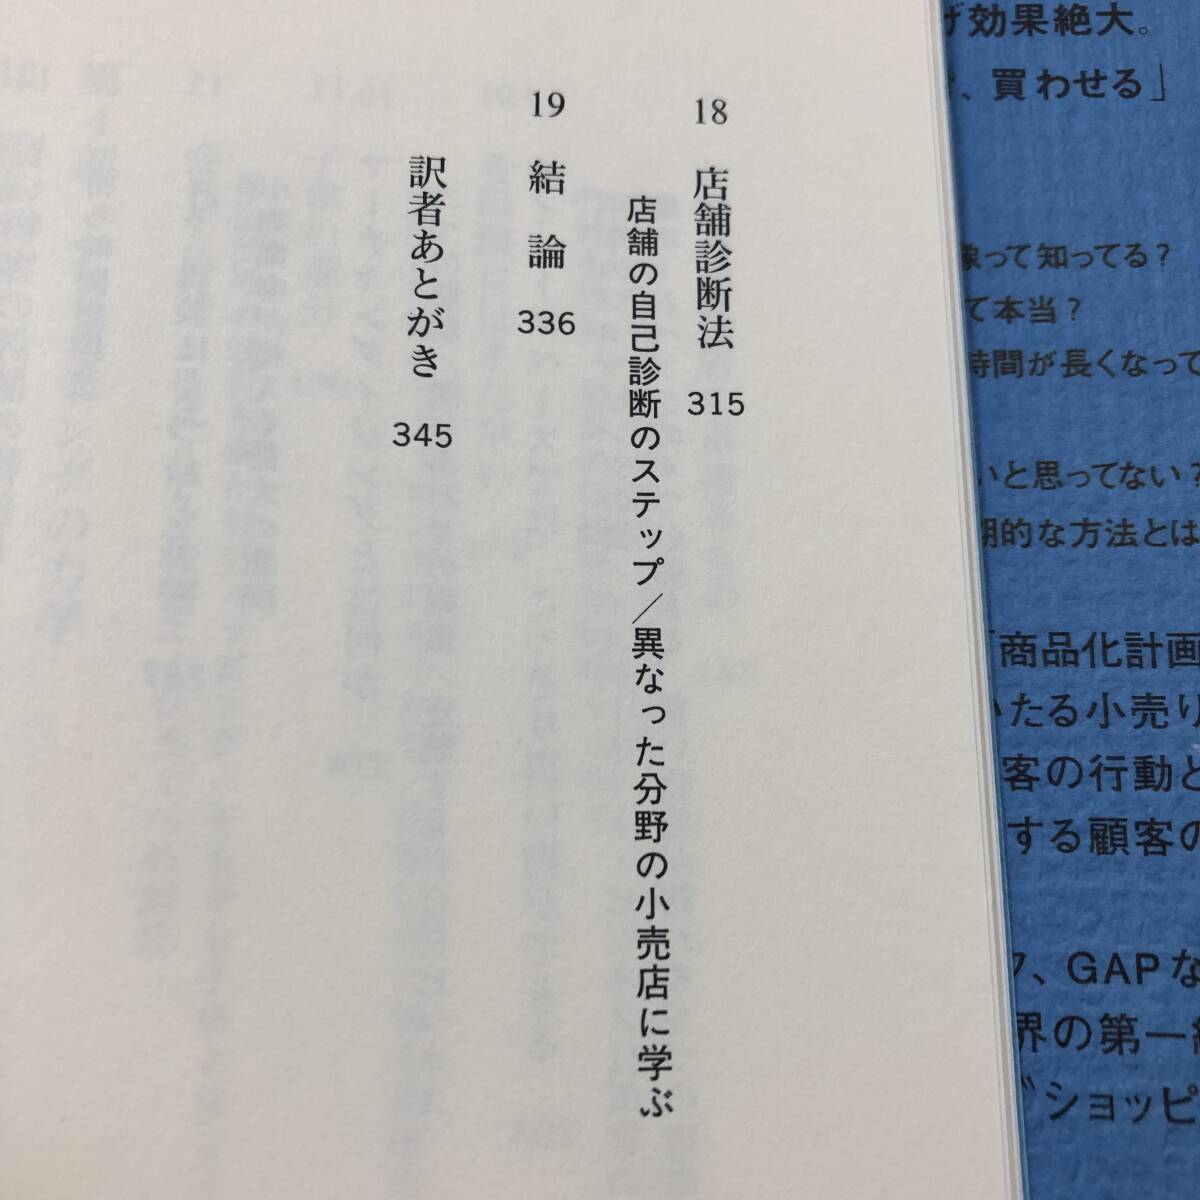 18 店舗診断法 315
店舗の自己診断のステップ／異なった分野の小売店に学ぶ
19 結論 336
訳者あとがき 345
効果絶大。
、買わせる」
って知ってる？
て本当？
時間が長くなって
いと思ってない？
期的な方法とは
「商品化計画
いたる小売り
客の行動と
する顧客の
ク、GAPな
界の第一
ショッピ